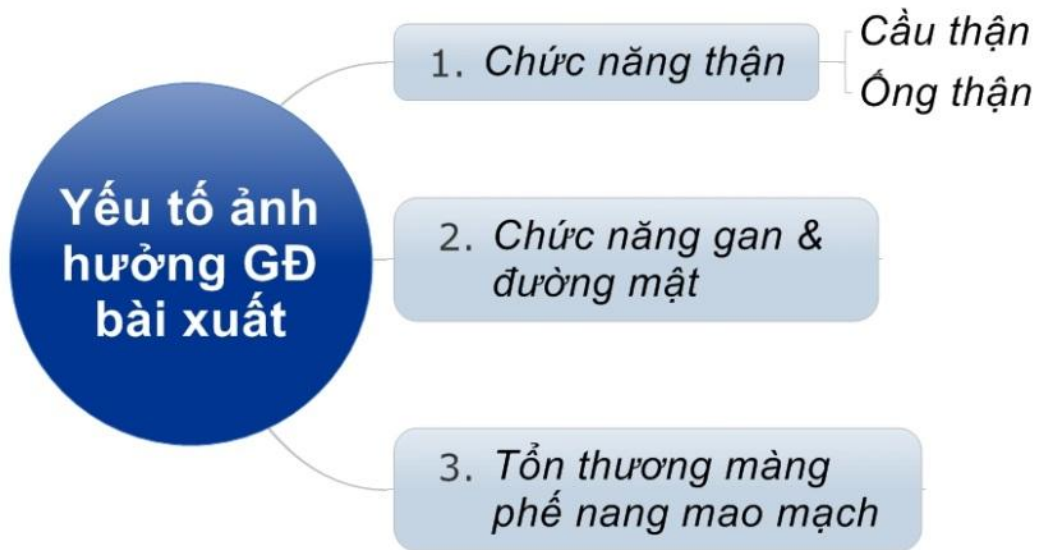 Yếu tố ảnh
hưởng GĐ
bài xuất
1. Chức năng thận
Cầu thận
Ống thận
2. Chức năng gan &
đường mật
3. Tổn thương màng
phế nang mao mạch